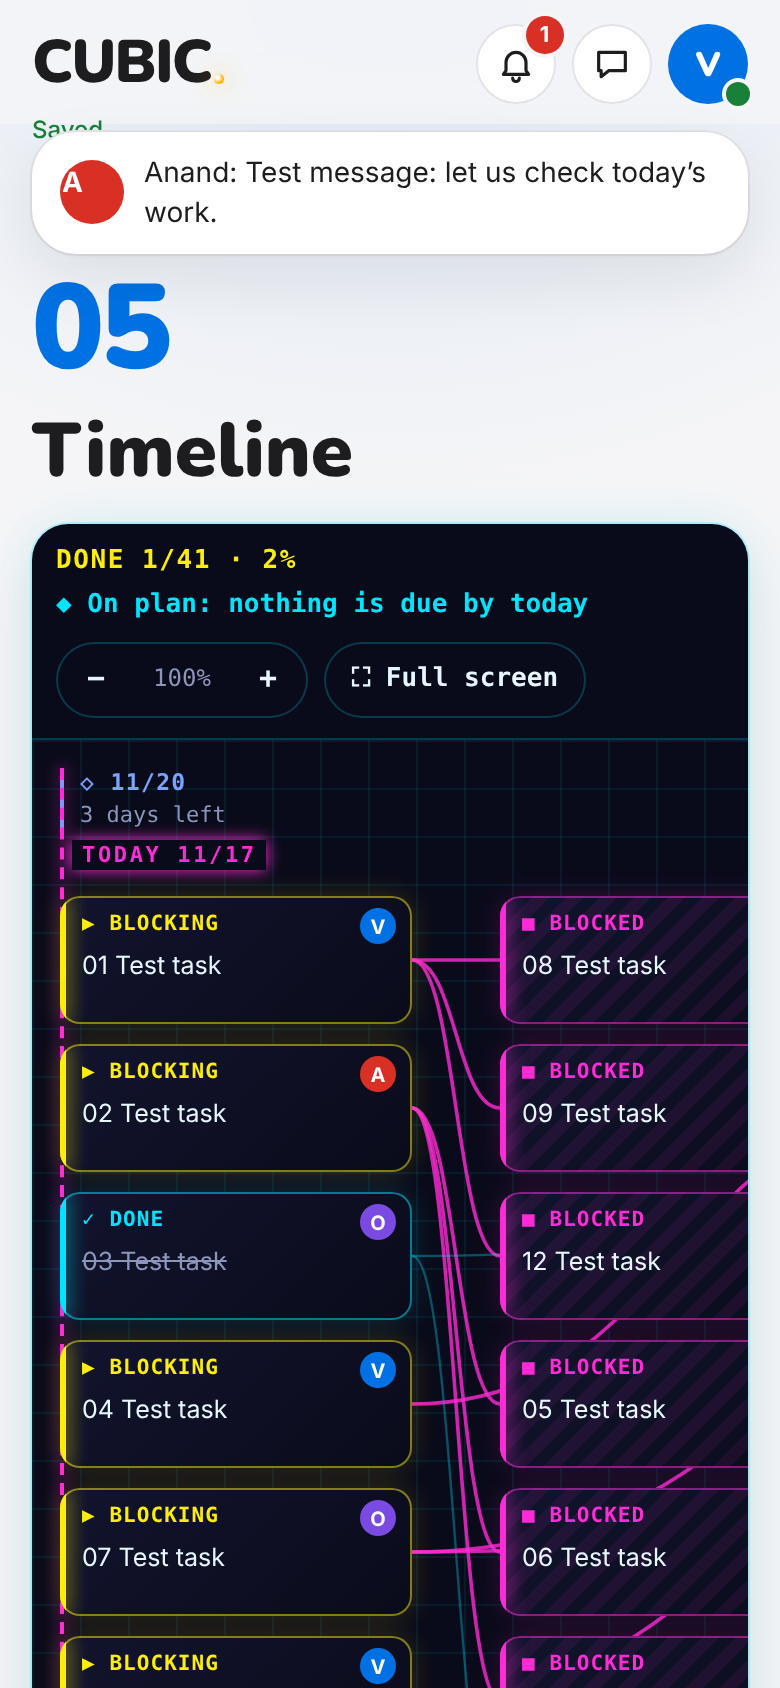 CUBIC.
1
V
Saved
A
Anand: Test message: let us check today’s
work.
05
Timeline
DONE 1/41 · 2%
◆ On plan: nothing is due by today
− 100% +
Full screen
◇ 11/20
3 days left
TODAY 11/17
▶ BLOCKING V
01 Test task
■ BLOCKED
08 Test task
▶ BLOCKING A
02 Test task
■ BLOCKED
09 Test task
✓ DONE O
03 Test task
■ BLOCKED
12 Test task
▶ BLOCKING V
04 Test task
■ BLOCKED
05 Test task
▶ BLOCKING O
07 Test task
■ BLOCKED
06 Test task
▶ BLOCKING V
■ BLOCKED